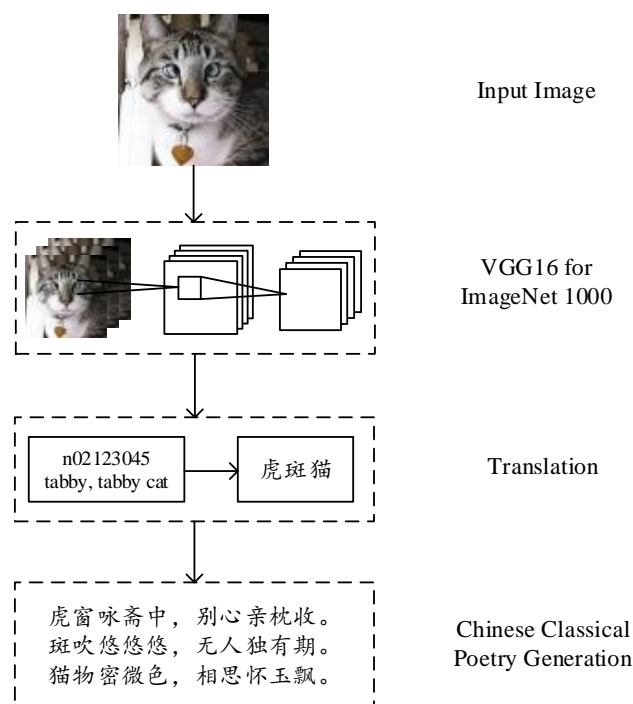 Input Image
VGG16 for
ImageNet 1000
n02123045
tabby, tabby cat
虎斑猫
Translation
虎窗咏斋中，别心亲枕收。
斑吹悠悠悠，无人独有期。
猫物密微色，相思怀玉飘。
Chinese Classical
Poetry Generation